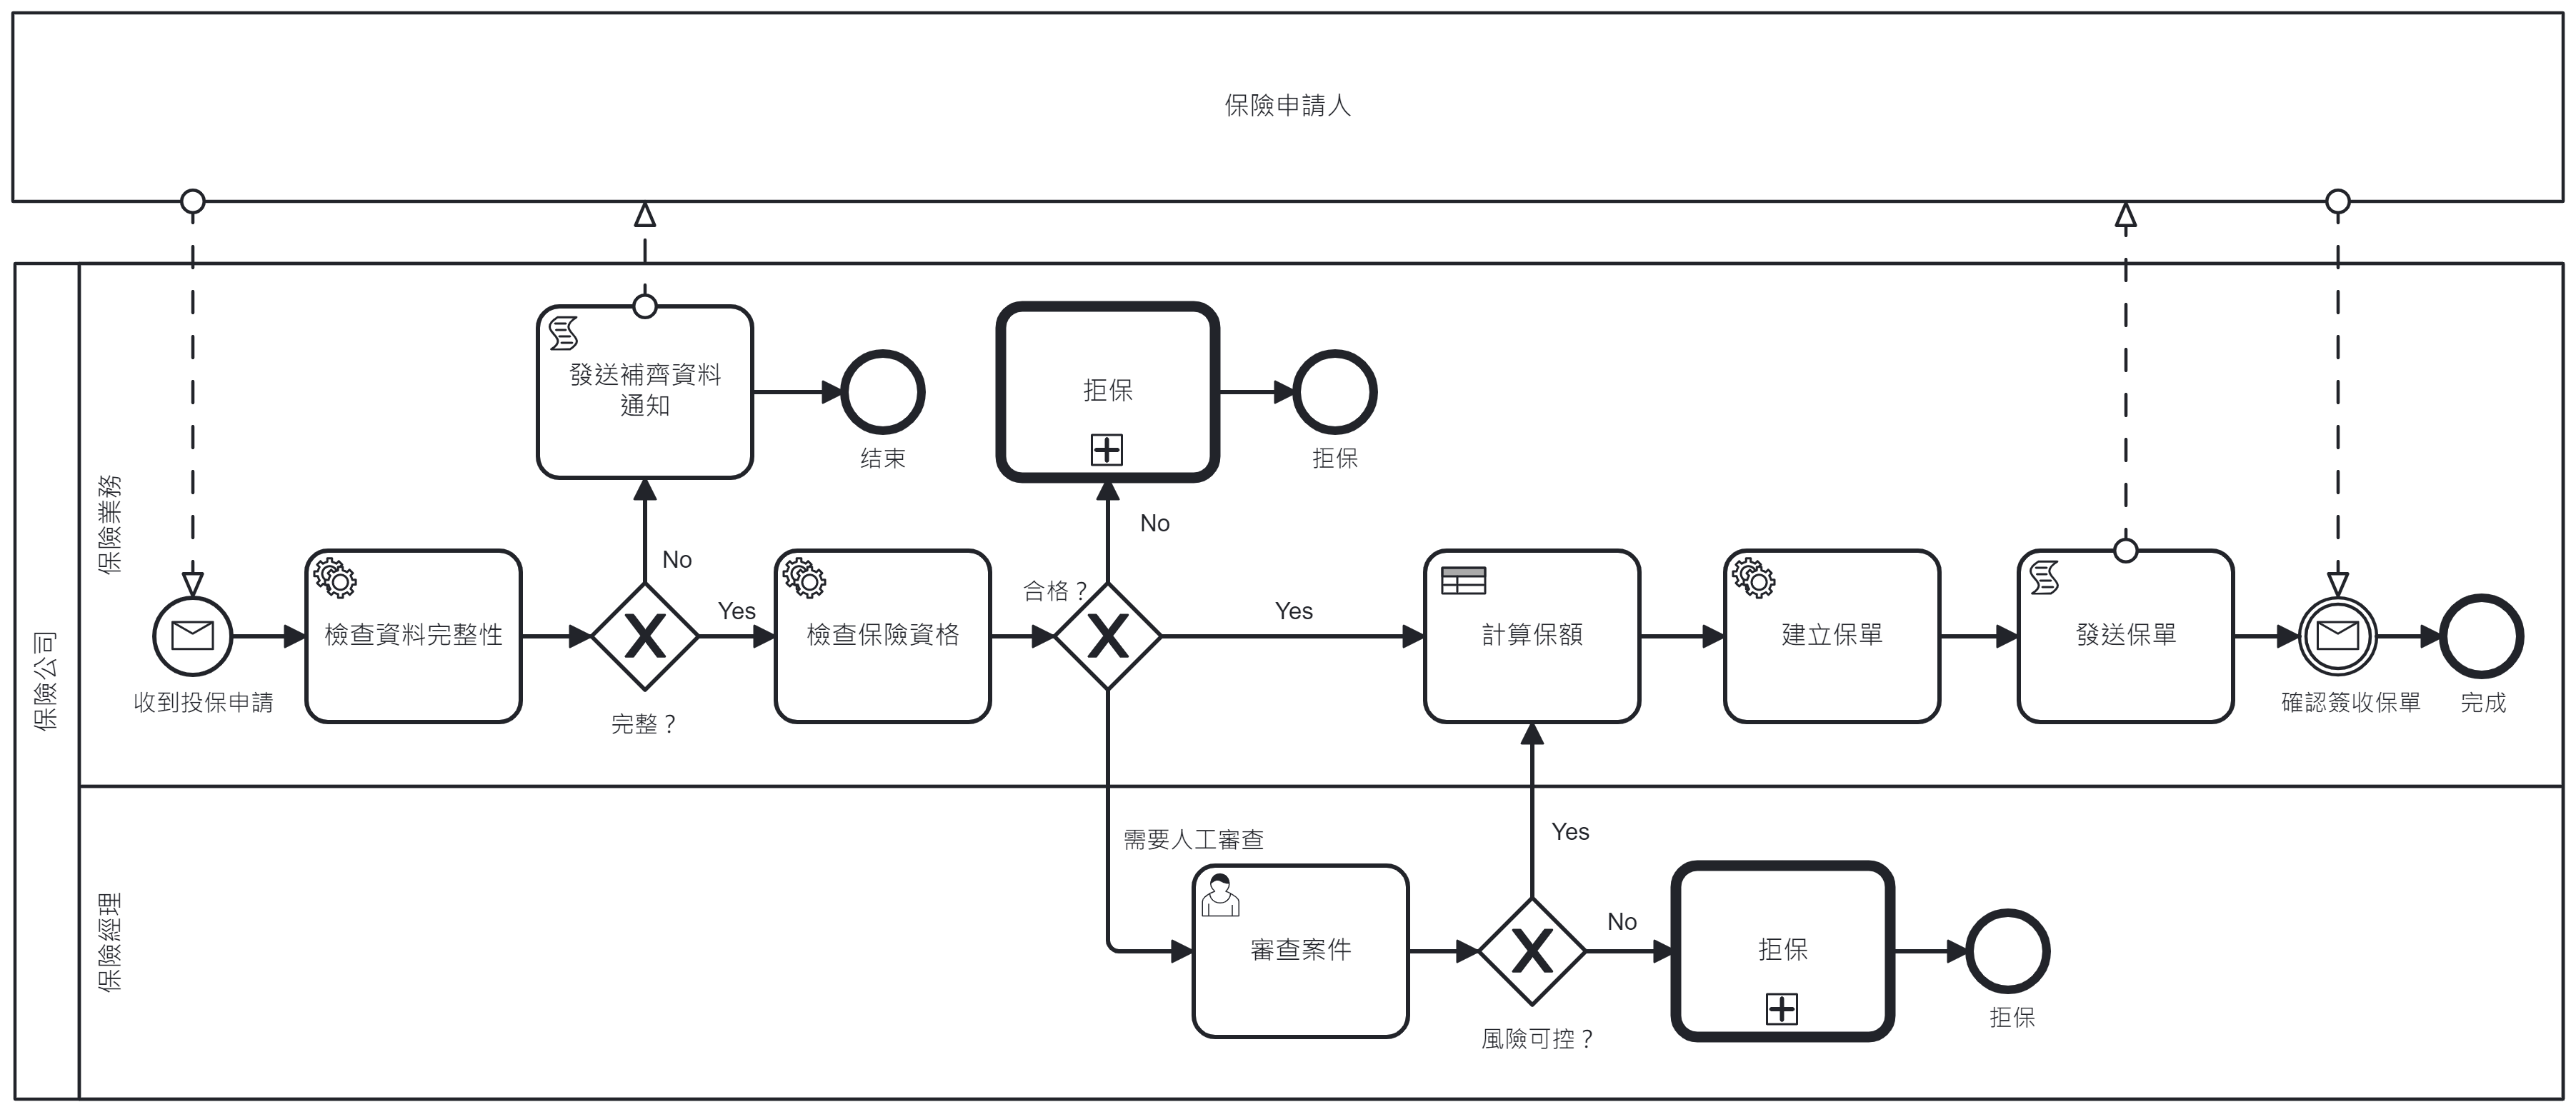 保險申請人
保險公司
保險業務
發送補齊資料
通知
结束
拒保
拒保
No
No
合格？
收到投保申請
檢查資料完整性
完整？
Yes
檢查保險資格
Yes
計算保額
建立保單
發送保單
確認簽收保單
完成
保險經理
需要人工審查
審查案件
Yes
風險可控？
No
拒保
拒保